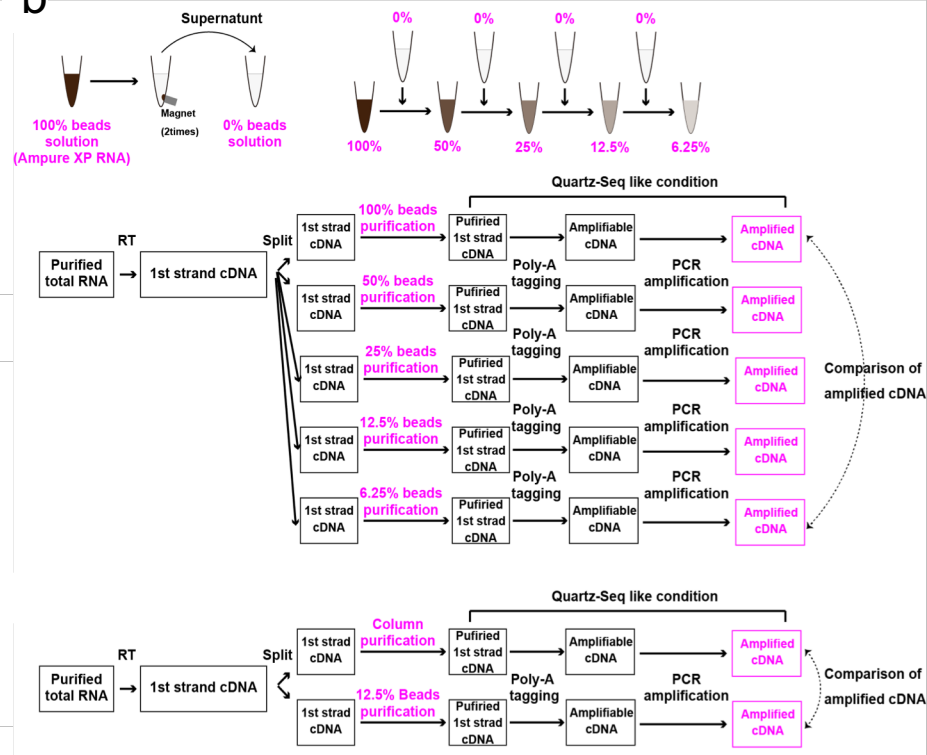 b
Supernatunt
0%
0%
0%
0%
Magnet
(2times)
100% beads
solution
(Ampure XP RNA)
0% beads
solution
100%
50%
25%
12.5%
6.25%
Quartz-Seq like condition
Purified
total RNA
RT
1st strand cDNA
Split
1st strad
cDNA
100% beads
purification
Pufiried
1st strad
cDNA
Amplifiable
cDNA
Amplified
cDNA
1st strad
cDNA
50% beads
purification
Pufiried
1st strad
cDNA
Poly-A
tagging
Amplifiable
cDNA
PCR
amplification
Amplified
cDNA
1st strad
cDNA
25% beads
purification
Pufiried
1st strad
cDNA
Poly-A
tagging
Amplifiable
cDNA
PCR
amplification
Amplified
cDNA
1st strad
cDNA
12.5% beads
purification
Pufiried
1st strad
cDNA
Poly-A
tagging
Amplifiable
cDNA
PCR
amplification
Amplified
cDNA
1st strad
cDNA
6.25% beads
purification
Pufiried
1st strad
cDNA
Poly-A
tagging
Amplifiable
cDNA
PCR
amplification
Amplified
cDNA
Comparison of
amplified cDNA
Quartz-Seq like condition
Purified
total RNA
RT
1st strand cDNA
Split
1st strad
cDNA
Column
purification
Pufiried
1st strad
cDNA
Amplifiable
cDNA
Amplified
cDNA
1st strad
cDNA
12.5% Beads
purification
Pufiried
1st strad
cDNA
Poly-A
tagging
Amplifiable
cDNA
PCR
amplification
Amplified
cDNA
Comparison of
amplified cDNA